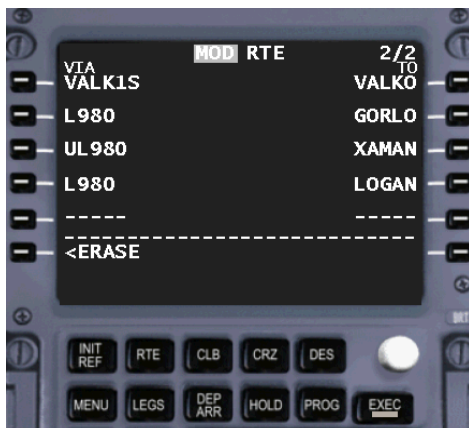 MOD RTE 2/2
VIA TO
VALK1S VALKO
L980 GORLO
UL980 XAMAN
L980 LOGAN
----- -----
<ERASE
BRT
INIT REF RTE CLB CRZ DES
MENU LEGS DEP ARR HOLD PROG EXEC